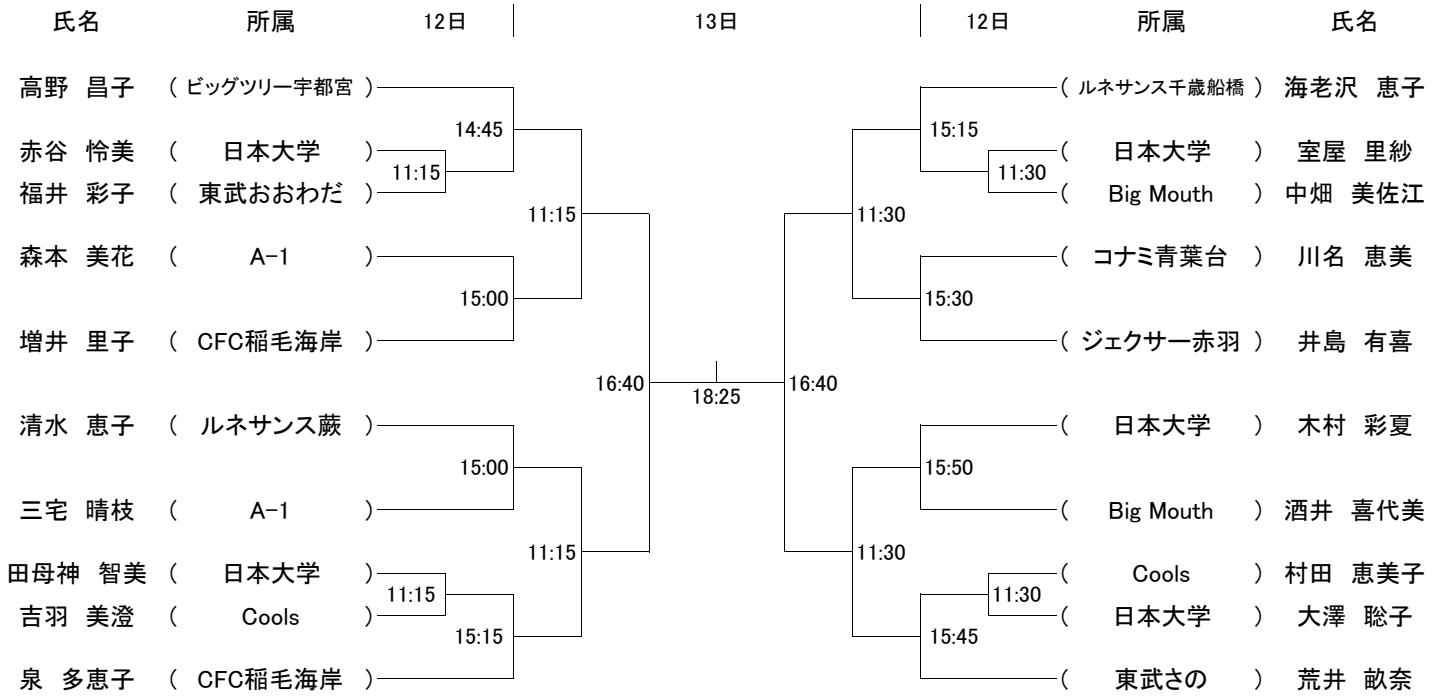 氏名 所属 12日 13日 12日 所属 氏名
高野 昌子 ( ビッグツリー宇都宮 ) ( ルネサンス千歳船橋 ) 海老沢 恵子
14:45 15:15
赤谷 怜美 ( 日本大学 ) ( 日本大学 ) 室屋 里紗
11:15 11:30
福井 彩子 ( 東武おおわだ ) ( Big Mouth ) 中畑 美佐江
11:15 11:30
森本 美花 ( A-1 ) ( コナミ青葉台 ) 川名 恵美
15:00 15:30
増井 里子 ( CFC稲毛海岸 ) ( ジェクサー赤羽 ) 井島 有喜
16:40 18:25 16:40
清水 恵子 ( ルネサンス蕨 ) ( 日本大学 ) 木村 彩夏
15:00 15:50
三宅 晴枝 ( A-1 ) ( Big Mouth ) 酒井 喜代美
11:15 11:30
田母神 智美 ( 日本大学 ) ( Cools ) 村田 恵美子
11:15 11:30
吉羽 美澄 ( Cools ) ( 日本大学 ) 大澤 聡子
15:15 15:45
泉 多恵子 ( CFC稲毛海岸 ) ( 東武さの ) 荒井 畝奈